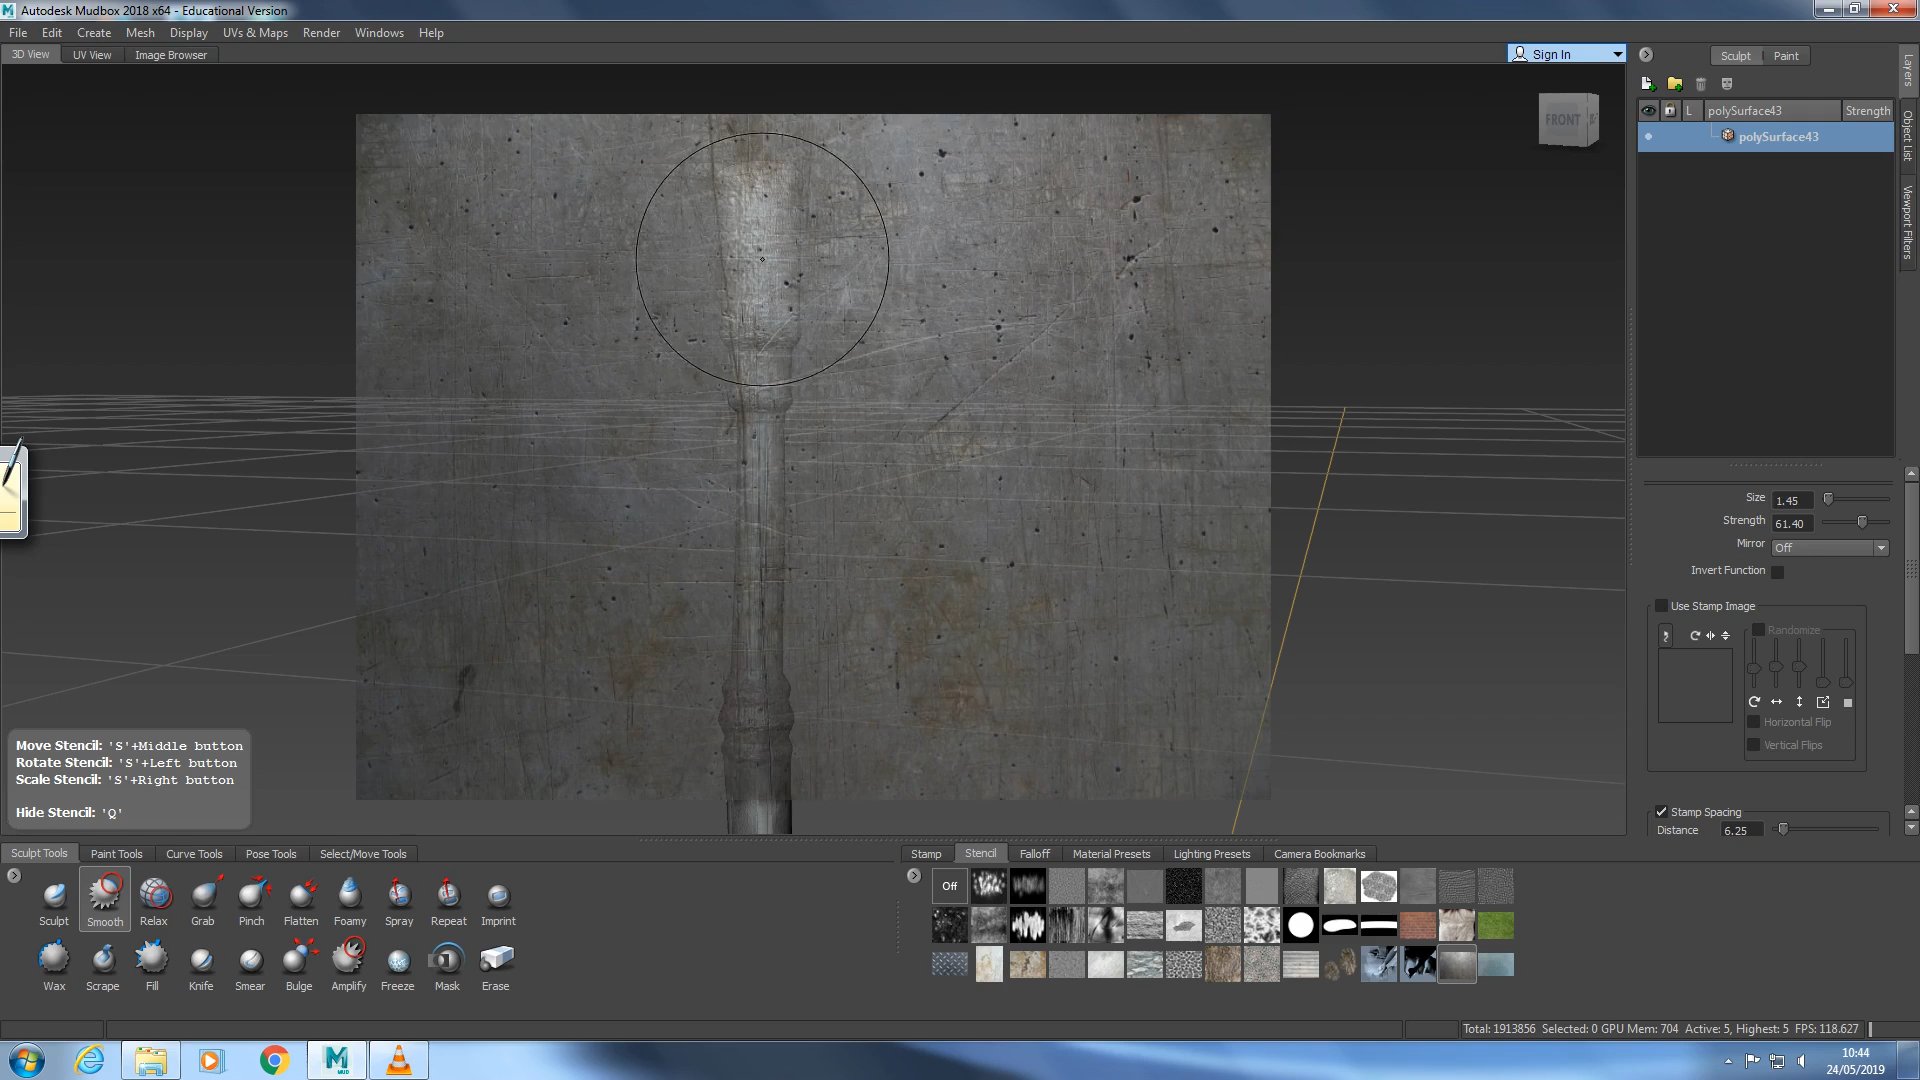 Autodesk Mudbox 2018 x64 - Educational Version
File Edit Create Mesh Display UVs & Maps Render Windows Help
3D View UV View Image Browser
Sign In
Sculpt Paint
L polySurface43 Strength
polySurface43
Layers
Object List
Viewport Filters
FRONT
Size 1.45
Strength 61.40
Mirror Off
Invert Function
Use Stamp Image
Randomize
Horizontal Flip
Vertical Flips
Stamp Spacing
Distance 6.25
Move Stencil: 'S'+Middle button
Rotate Stencil: 'S'+Left button
Scale Stencil: 'S'+Right button
Hide Stencil: 'Q'
Sculpt Tools Paint Tools Curve Tools Pose Tools Select/Move Tools
Stamp Stencil Falloff Material Presets Lighting Presets Camera Bookmarks
Off
Sculpt Smooth Relax Grab Pinch Flatten Foamy Spray Repeat Imprint
Wax Scrape Fill Knife Smear Bulge Amplify Freeze Mask Erase
Total: 1913856 Selected: 0 GPU Mem: 704 Active: 5, Highest: 5 FPS: 118.627
M
MUD
10:44
24/05/2019